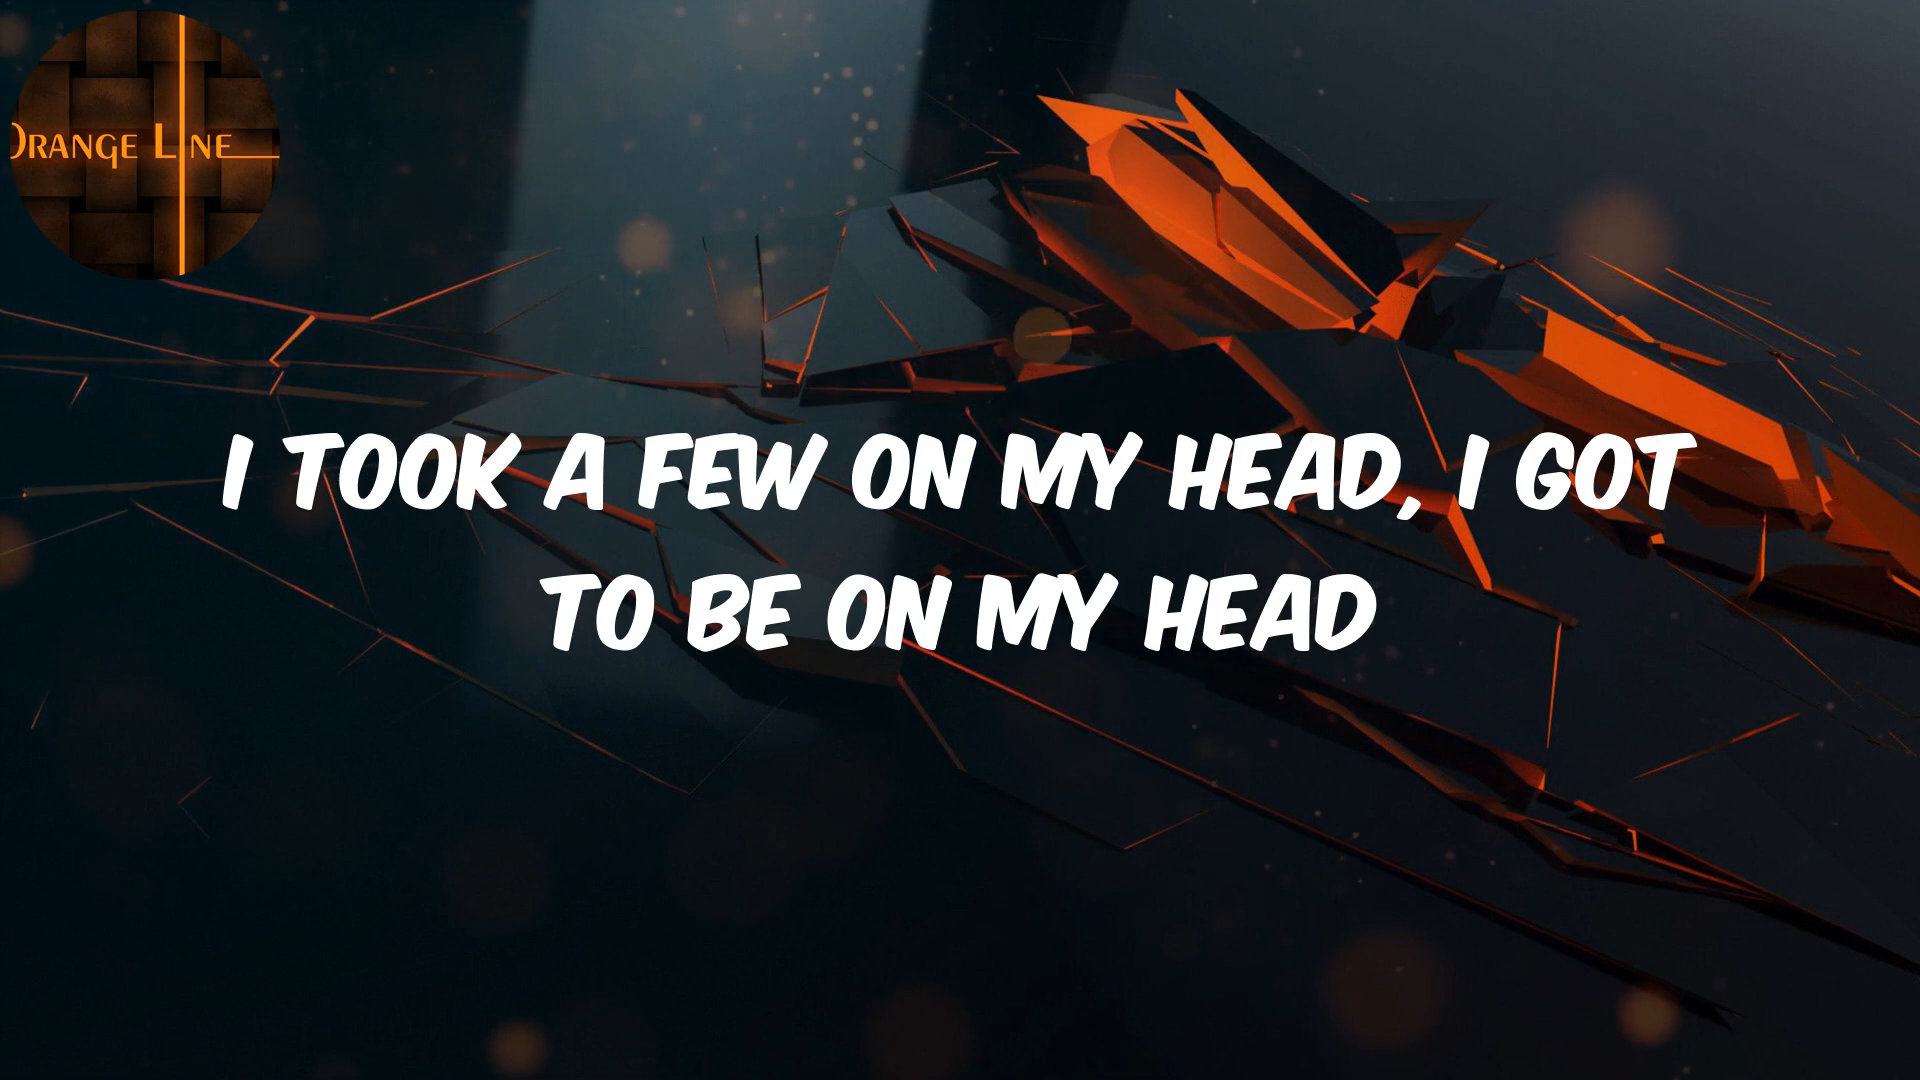 ORANGE LINE
I TOOK A FEW ON MY HEAD, I GOT
TO BE ON MY HEAD